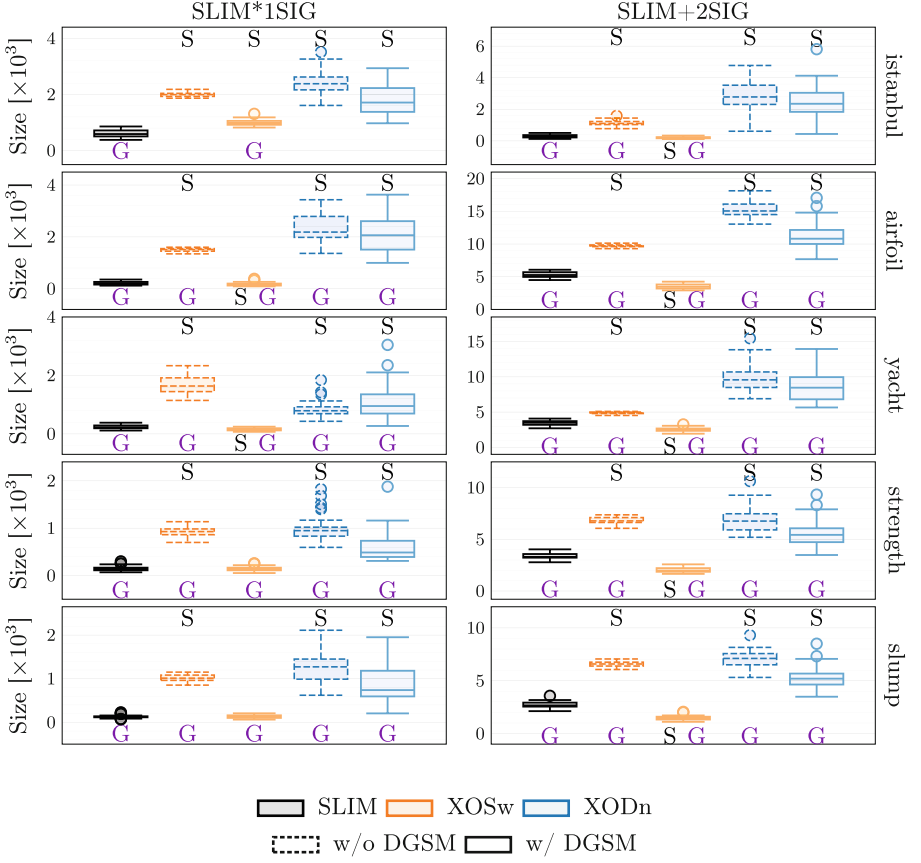 SLIM*1SIG SLIM+2SIG
S S S S S S S
4 6
2 4
2
0 0
G G G G S G
Size [×10³] istanbul
S S S S S S
4 20
15
2 10
5
0 0
G G S G G G G G S G G G
Size [×10³] airfoil
S S S S S S
4 15
2 10
5
0 0
G G S G G G G G S G G G
Size [×10³] yacht
S S S S S S
2 10
1 5
0 0
G G G G G G G S G G G
Size [×10³] strength
S S S S S S
2 10
1 5
0 0
G G G G G G G S G G G
Size [×10³] slump
SLIM XOSw XODn
w/o DGSM w/ DGSM